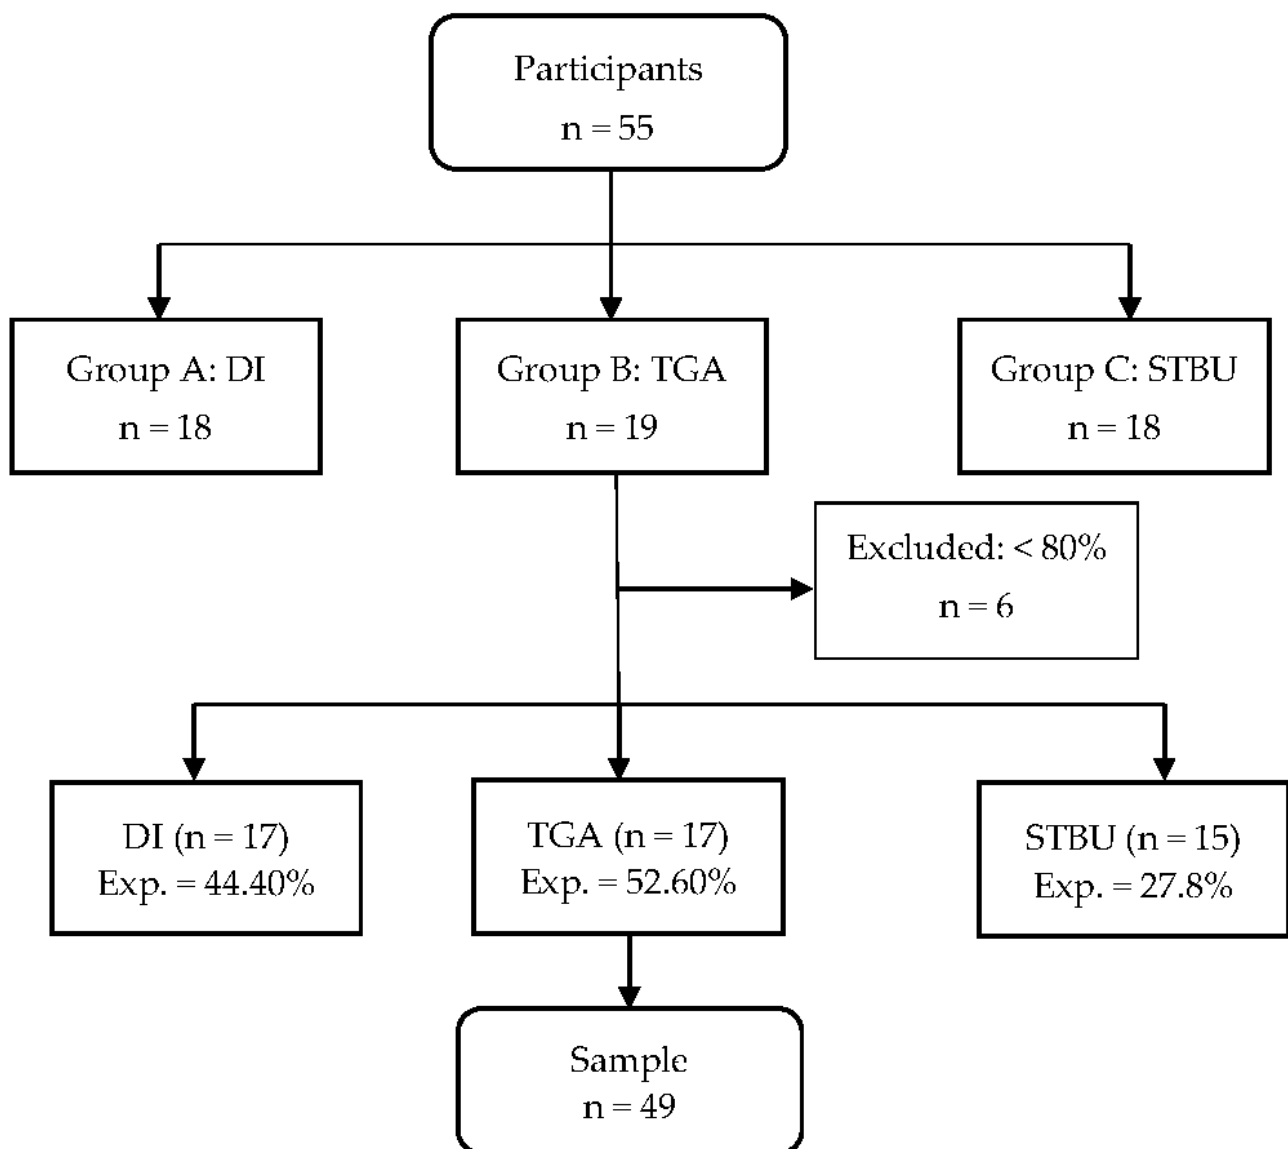 Participants
n = 55
Group A: DI
n = 18
Group B: TGA
n = 19
Group C: STBU
n = 18
Excluded: < 80%
n = 6
DI (n = 17)
Exp. = 44.40%
TGA (n = 17)
Exp. = 52.60%
STBU (n = 15)
Exp. = 27.8%
Sample
n = 49